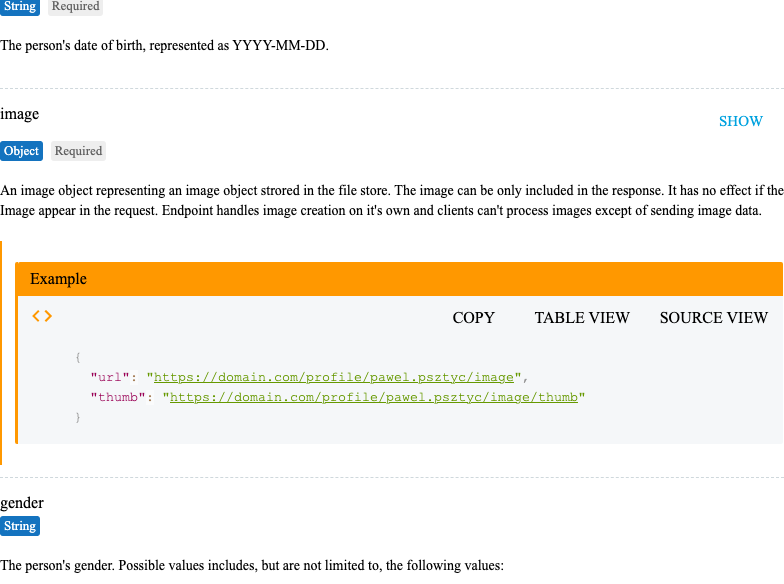 String Required
The person's date of birth, represented as YYYY-MM-DD.
image
SHOW
Object Required
An image object representing an image object strored in the file store. The image can be only included in the response. It has no effect if the
Image appear in the request. Endpoint handles image creation on it's own and clients can't process images except of sending image data.
Example
<> COPY TABLE VIEW SOURCE VIEW
{
"url": "https://domain.com/profile/pawel.psztyc/image",
"thumb": "https://domain.com/profile/pawel.psztyc/image/thumb"
}
gender
String
The person's gender. Possible values includes, but are not limited to, the following values: